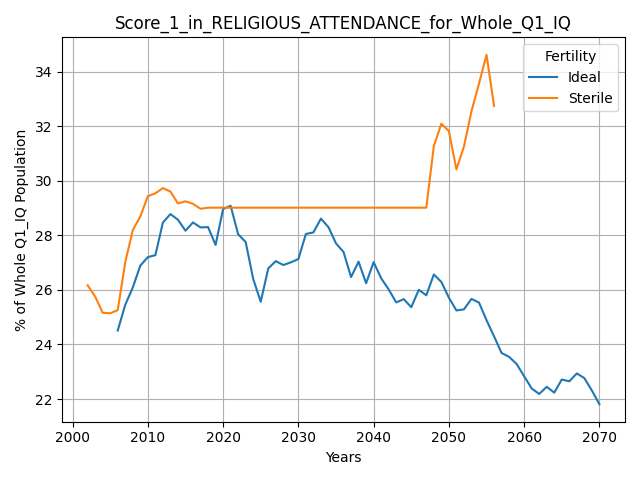 Score_1_in_RELIGIOUS_ATTENDANCE_for_Whole_Q1_IQ
Fertility
Ideal
Sterile
% of Whole Q1_IQ Population
34
32
30
28
26
24
22
2000 2010 2020 2030 2040 2050 2060 2070
Years